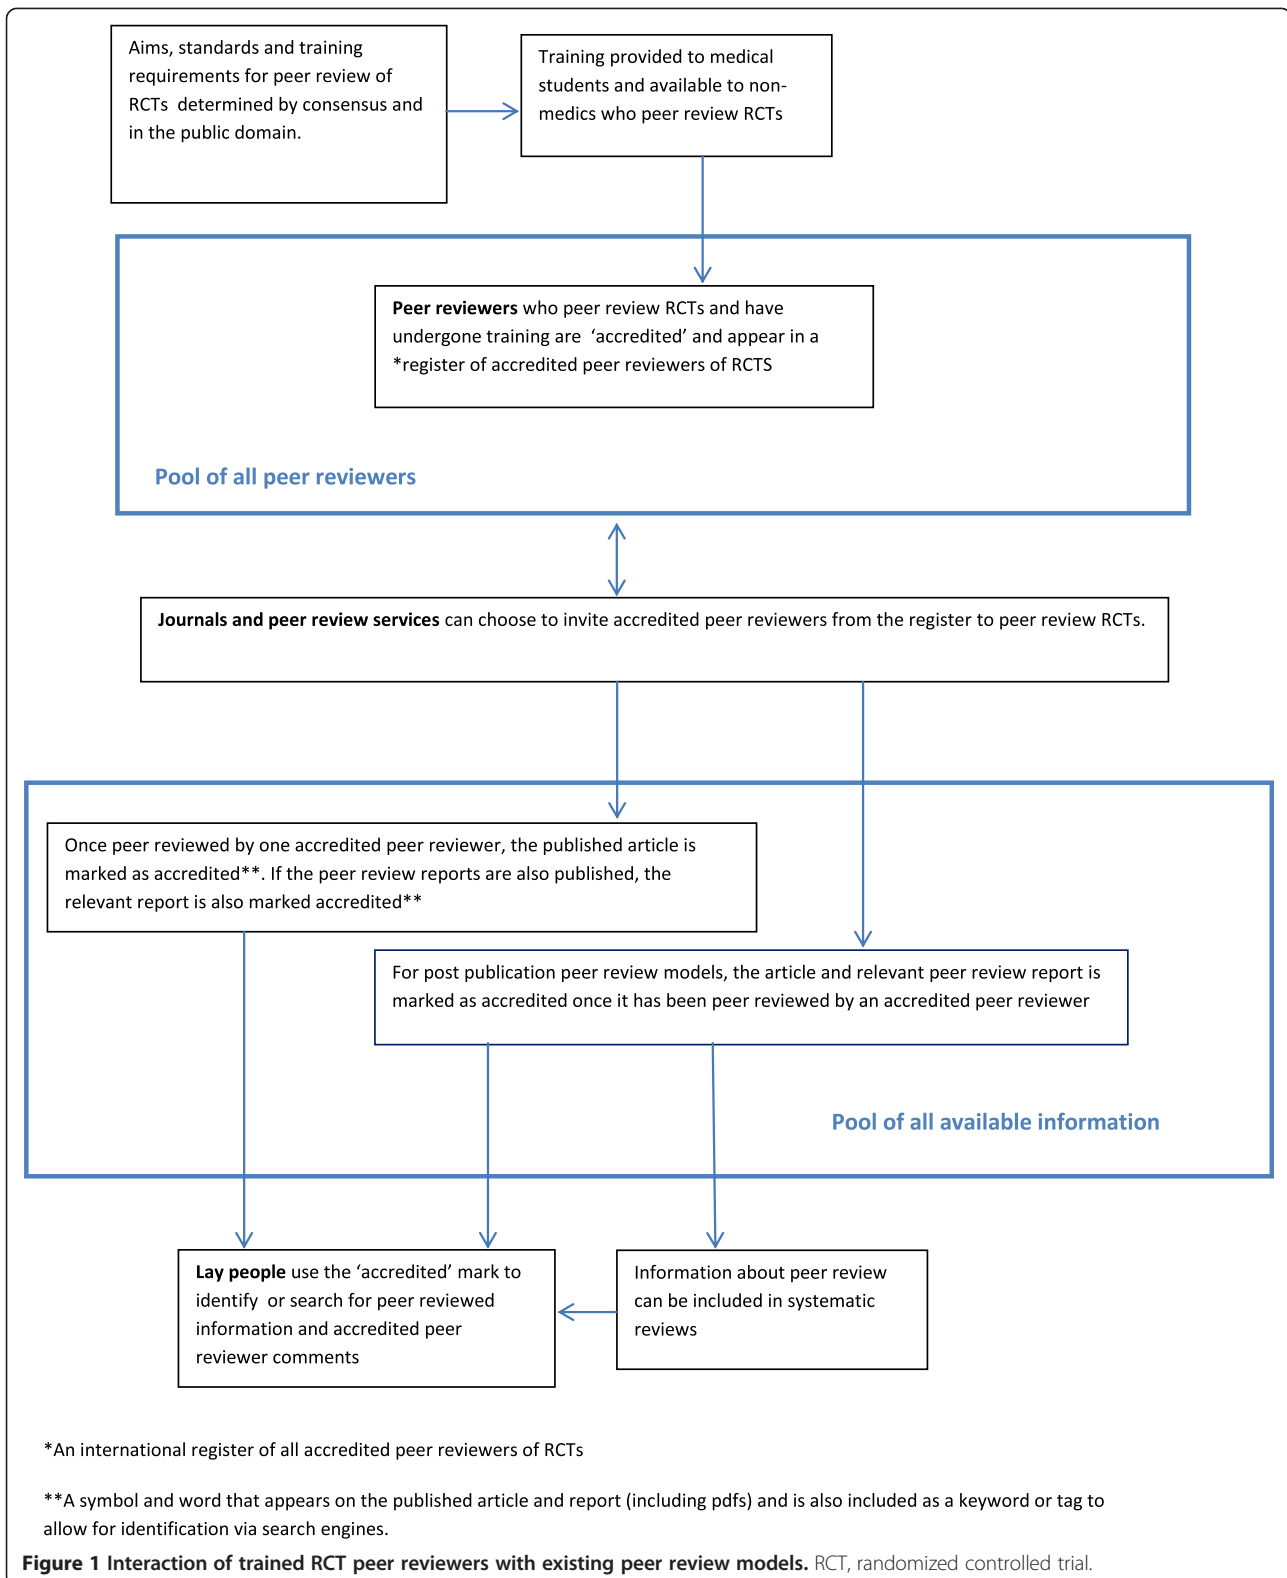 Aims, standards and training
requirements for peer review of
RCTs determined by consensus and
in the public domain.
Training provided to medical
students and available to non-
medics who peer review RCTs
Peer reviewers who peer review RCTs and have
undergone training are ‘accredited’ and appear in a
*register of accredited peer reviewers of RCTS
Pool of all peer reviewers
Journals and peer review services can choose to invite accredited peer reviewers from the register to peer review RCTs.
Once peer reviewed by one accredited peer reviewer, the published article is
marked as accredited**. If the peer review reports are also published, the
relevant report is also marked accredited**
For post publication peer review models, the article and relevant peer review report is
marked as accredited once it has been peer reviewed by an accredited peer reviewer
Pool of all available information
Lay people use the ‘accredited’ mark to
identify or search for peer reviewed
information and accredited peer
reviewer comments
Information about peer review
can be included in systematic
reviews
*An international register of all accredited peer reviewers of RCTs
**A symbol and word that appears on the published article and report (including pdfs) and is also included as a keyword or tag to
allow for identification via search engines.
Figure 1 Interaction of trained RCT peer reviewers with existing peer review models. RCT, randomized controlled trial.